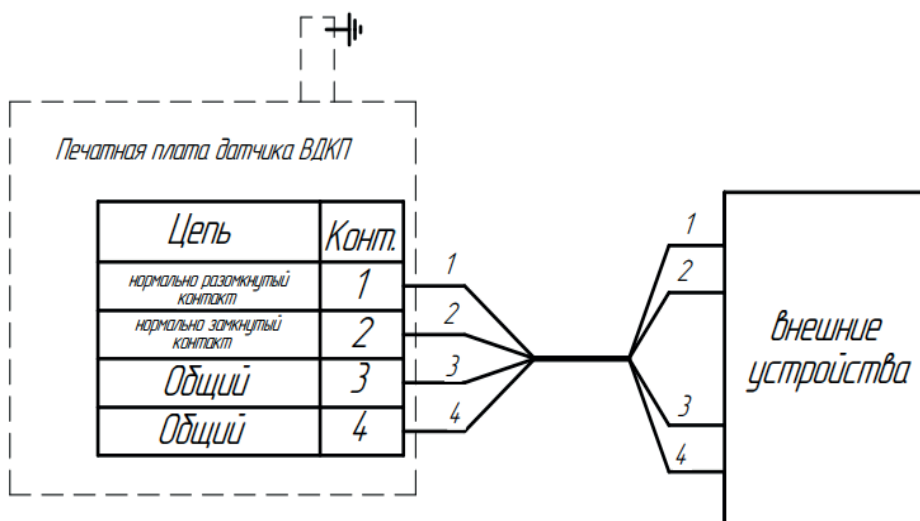 Печатная плата датчика ВДКП
Цепь
Конт.
нормально разомкнутый
контакт
1
нормально замкнутый
контакт
2
Общий
3
Общий
4
1
2
3
4
1
2
3
4
внешние
устройства